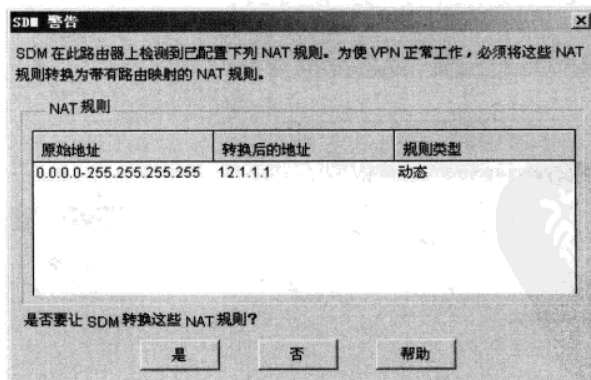 SDM 警告
SDM 在此路由器上检测到已配置下列 NAT 规则。为使 VPN 正常工作，必须将这些 NAT
规则转换为带有路由映射的 NAT 规则。
NAT 规则
原始地址 转换后的地址 规则类型
0.0.0.0-255.255.255.255 12.1.1.1 动态
是否要让 SDM 转换这些 NAT 规则?
是 否 帮助